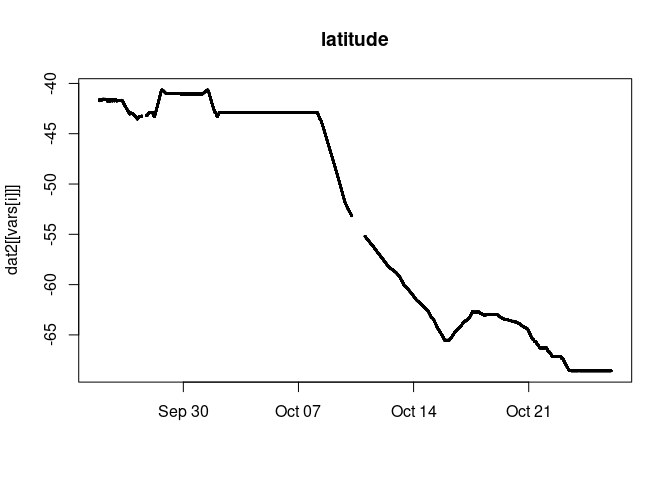 latitude
dat2[[vars[i]]]
-40
-45
-50
-55
-60
-65
Sep 30
Oct 07
Oct 14
Oct 21